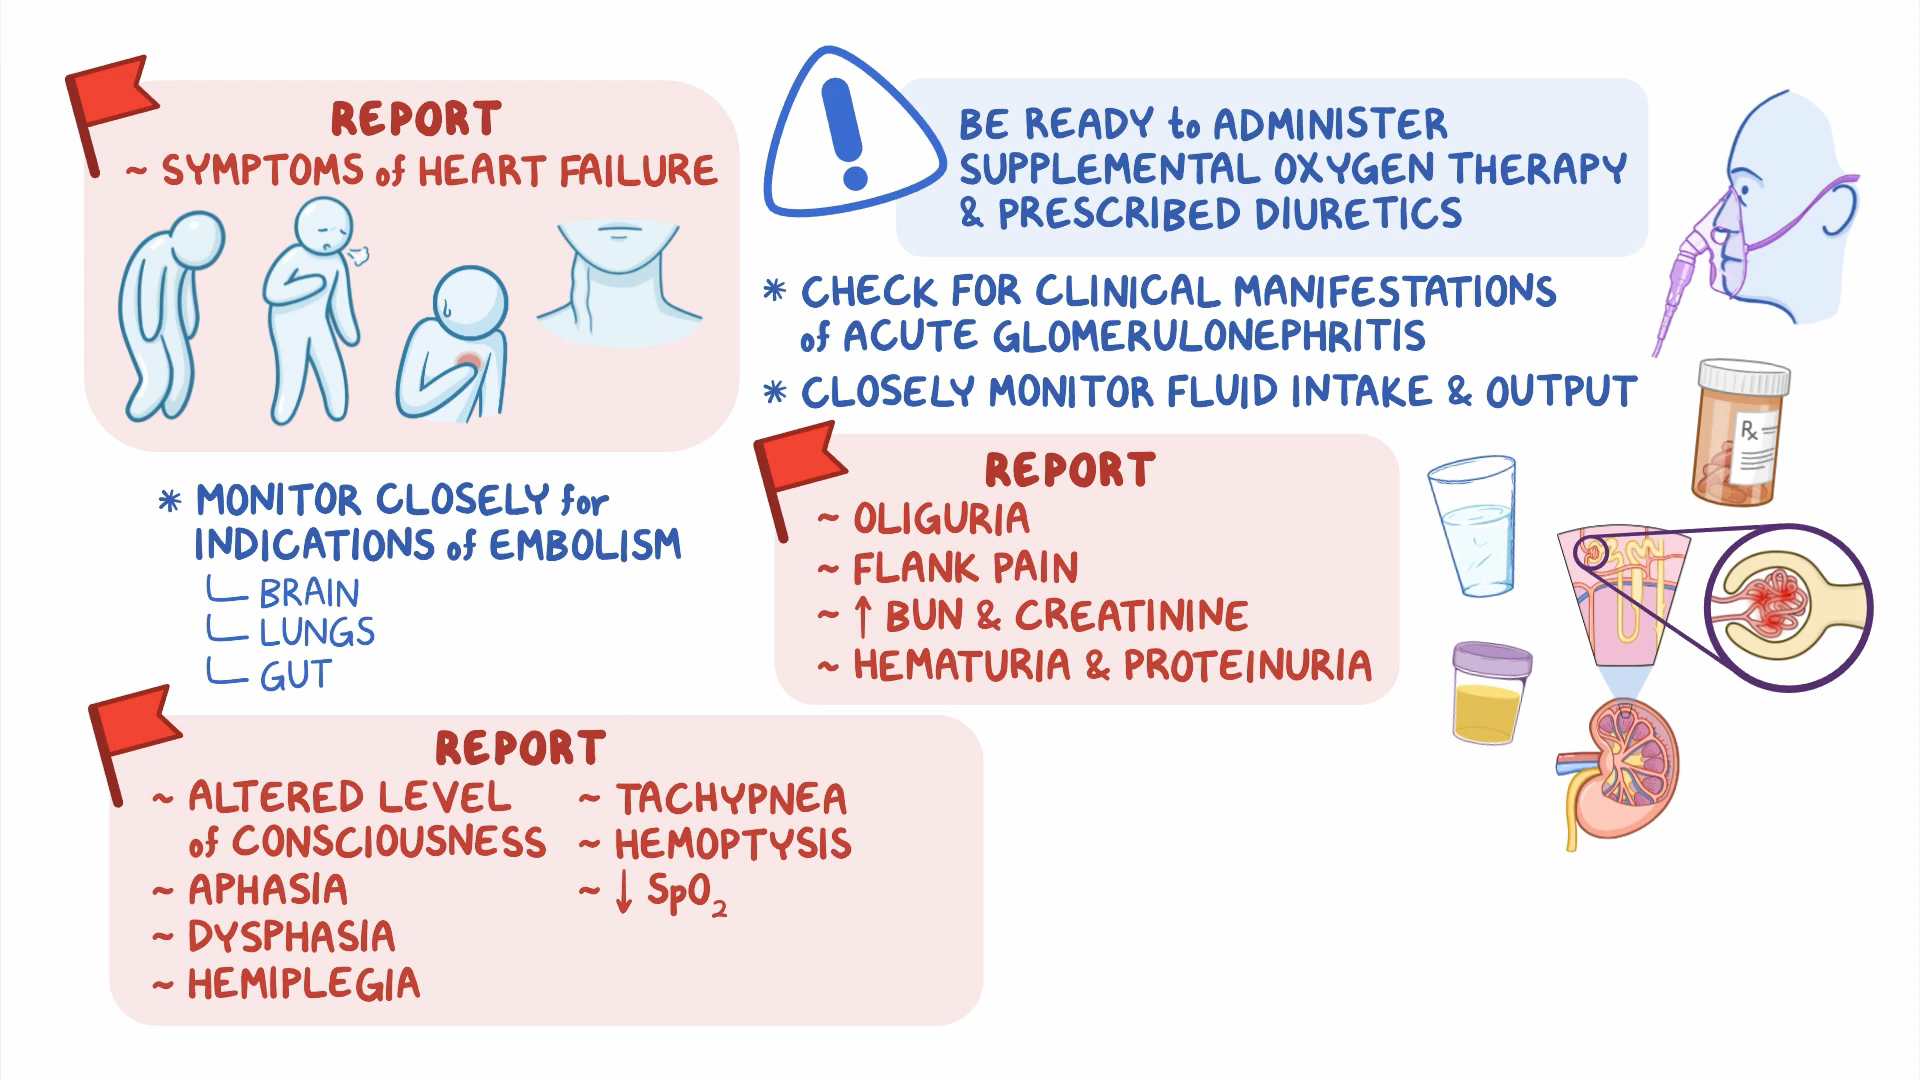 REPORT
~ SYMPTOMS of HEART FAILURE
* MONITOR CLOSELY for
INDICATIONS of EMBOLISM
BRAIN
LUNGS
GUT
REPORT
~ ALTERED LEVEL
of CONSCIOUSNESS
~ APHASIA
~ DYSPHASIA
~ HEMIPLEGIA
~ TACHYPNEA
~ HEMOPTYSIS
~ ↓ SpO2
BE READY to ADMINISTER
SUPPLEMENTAL OXYGEN THERAPY
& PRESCRIBED DIURETICS
* CHECK FOR CLINICAL MANIFESTATIONS
of ACUTE GLOMERULONEPHRITIS
* CLOSELY MONITOR FLUID INTAKE & OUTPUT
REPORT
~ OLIGURIA
~ FLANK PAIN
~ ↑ BUN & CREATININE
~ HEMATURIA & PROTEINURIA
Rx